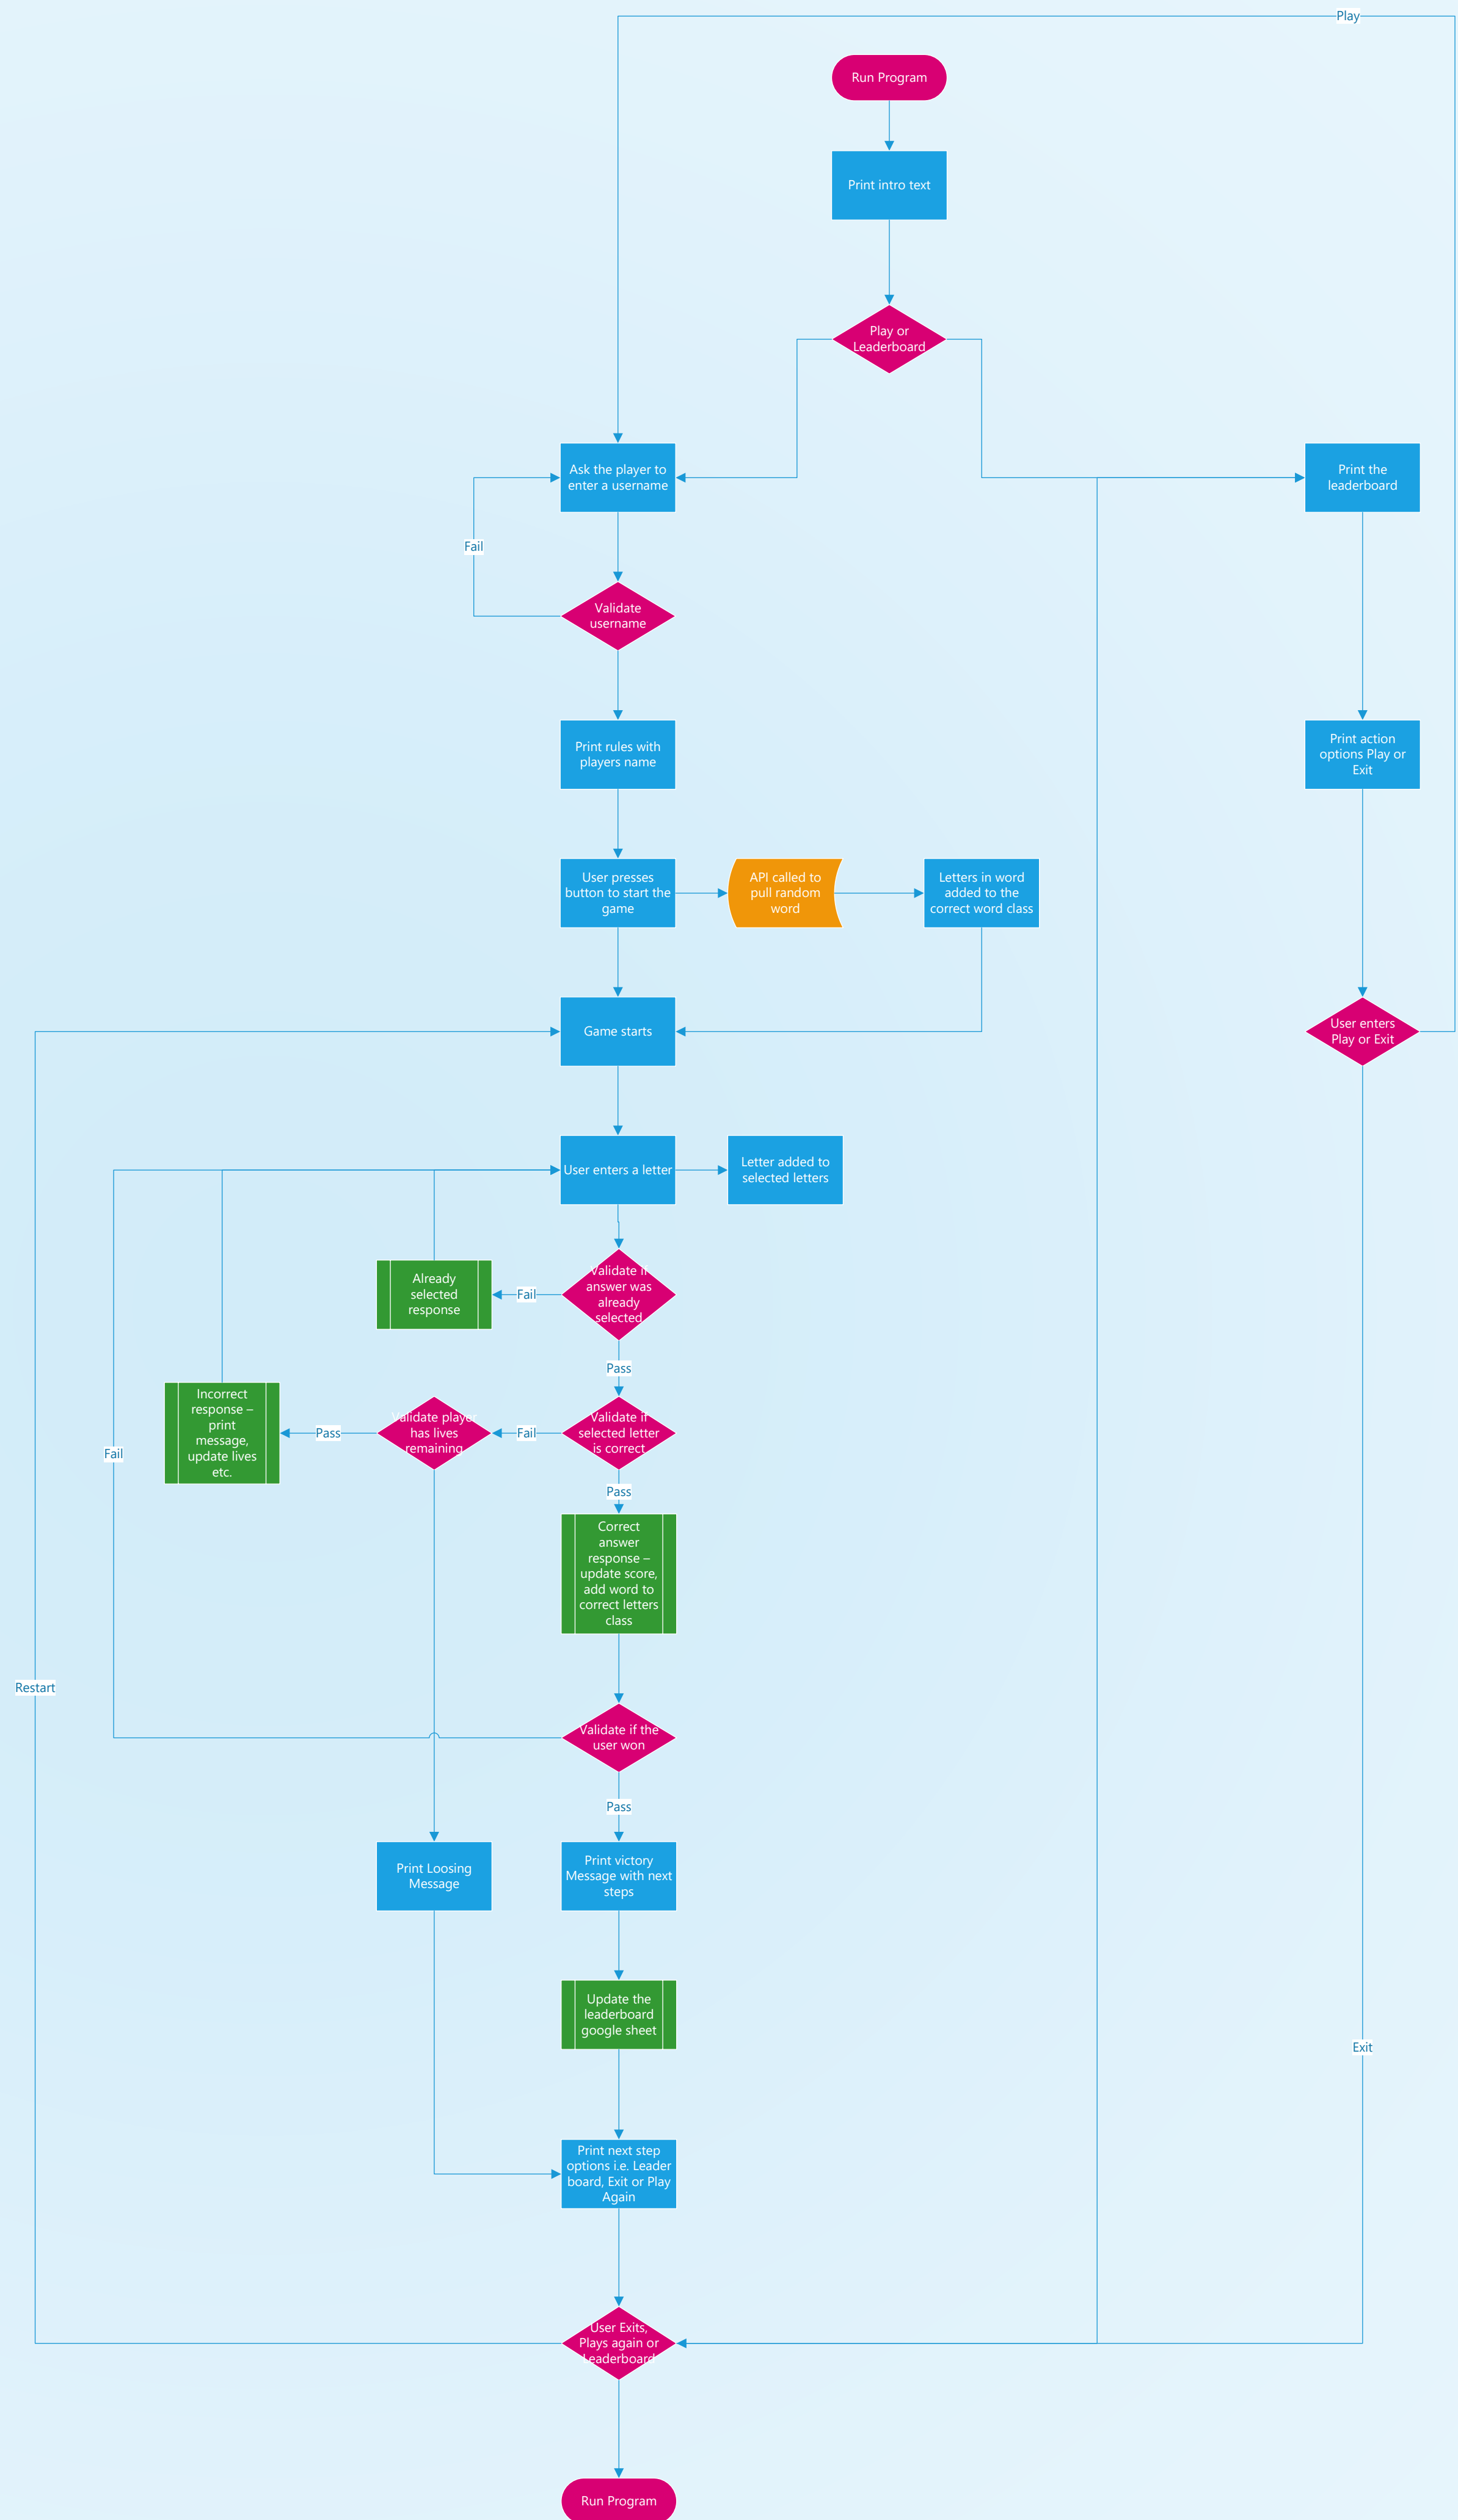 Play
Run Program
Print intro text
Play or
Leaderboard
Ask the player to
enter a username
Print the
leaderboard
Fail
Validate
username
Print rules with
players name
Print action
options Play or
Exit
User presses
button to start the
game
API called to
pull random
word
Letters in word
added to the
correct word class
Game starts
User enters
Play or Exit
User enters a letter
Letter added to
selected letters
Already
selected
response
Fail
Validate if
answer was
already
selected
Pass
Incorrect
response –
print
message,
update lives
etc.
Pass
Validate player
has lives
remaining
Fail
Validate if
selected letter
is correct
Fail
Pass
Correct
answer
response –
update score,
add word to
correct letters
class
Restart
Validate if the
user won
Pass
Print Loosing
Message
Print victory
Message with next
steps
Update the
leaderboard
google sheet
Exit
Print next step
options i.e. Leader
board, Exit or Play
Again
User Exits,
Plays again or
Leaderboard
Run Program